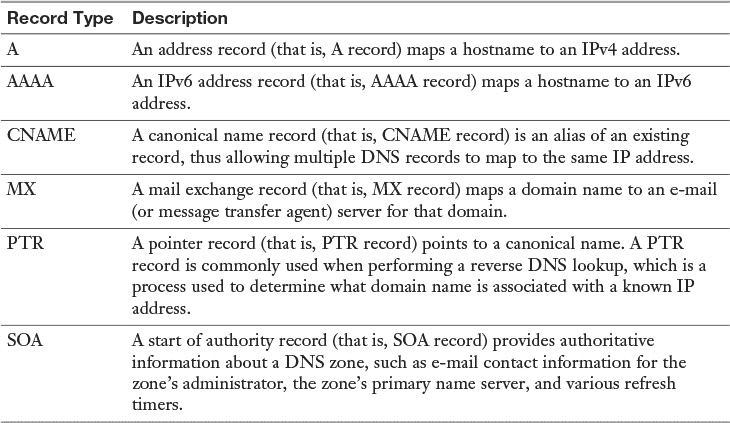 Record Type Description
A An address record (that is, A record) maps a hostname to an IPv4 address.
AAAA An IPv6 address record (that is, AAAA record) maps a hostname to an IPv6
address.
CNAME A canonical name record (that is, CNAME record) is an alias of an existing
record, thus allowing multiple DNS records to map to the same IP address.
MX A mail exchange record (that is, MX record) maps a domain name to an e-mail
(or message transfer agent) server for that domain.
PTR A pointer record (that is, PTR record) points to a canonical name. A PTR
record is commonly used when performing a reverse DNS lookup, which is a
process used to determine what domain name is associated with a known IP
address.
SOA A start of authority record (that is, SOA record) provides authoritative
information about a DNS zone, such as e-mail contact information for the
zone's administrator, the zone's primary name server, and various refresh
timers.